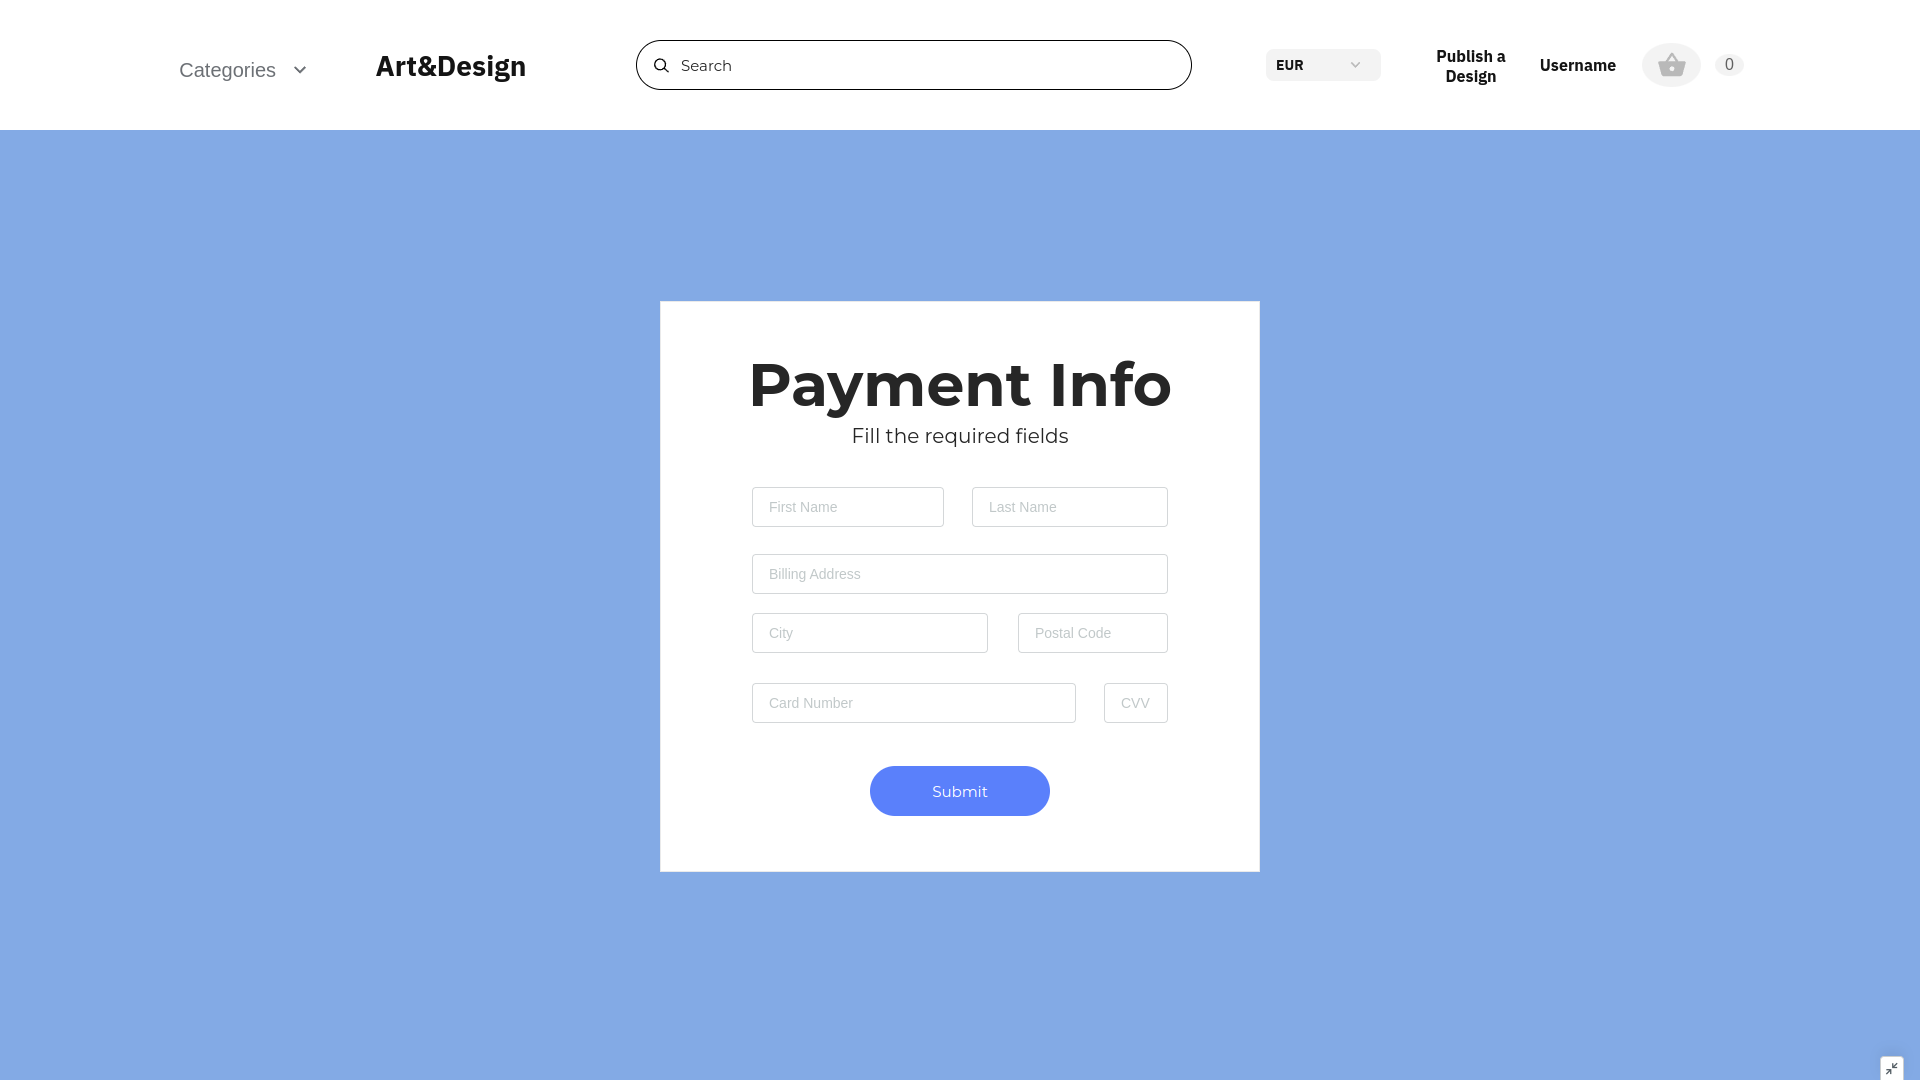 Categories
Art&Design
Search
EUR
Publish a
Design
Username
0
Payment Info
Fill the required fields
First Name
Last Name
Billing Address
City
Postal Code
Card Number
CVV
Submit